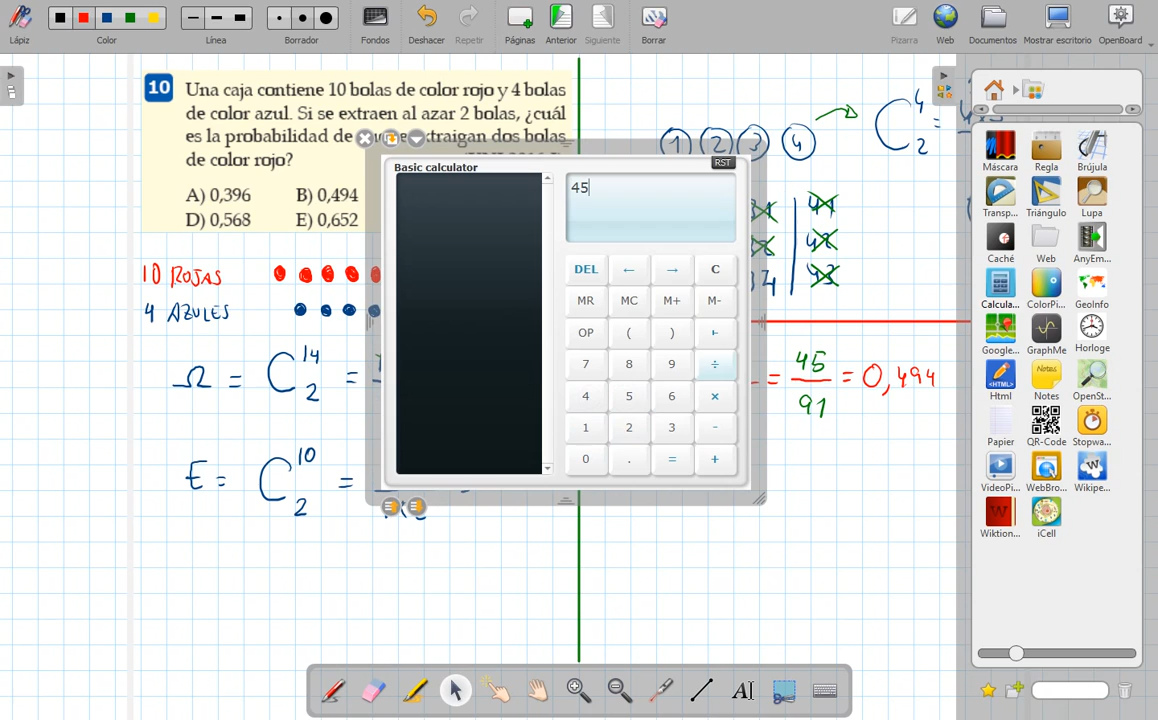 Lápiz
Color
Línea
Borrador
Fondos
Deshacer
Repetir
Páginas
Anterior
Siguiente
Borrar
Pizarra
Web
Documentos
Mostrar escritorio
OpenBoard
10
Una caja contiene 10 bolas de color rojo y 4 bolas
de color azul. Si se extraen al azar 2 bolas, ¿cuál
es la probabilidad de extraigan dos bolas
de color rojo?
A) 0,396 B) 0,494
D) 0,568 E) 0,652
10 ROJAS
4 AZULES
Ω = C 14 2 =
E = C 10 2 =
1 2 3 4
C 4 2 =
= 45/91 = 0,494
Basic calculator
RST
45
DEL ← → C
MR MC M+ M-
OP ( )
7 8 9 ÷
4 5 6 ×
1 2 3 -
0 . = +
Máscara Regla Brújula
Transp... Triángulo Lupa
Caché Web AnyEm...
Calcula... ColorPi... GeoInfo
Google... GraphMe Horloge
Html Notes OpenSt...
Papier QR-Code Stopwa...
VideoPi... WebBro... Wikipe...
Wiktion... iCell